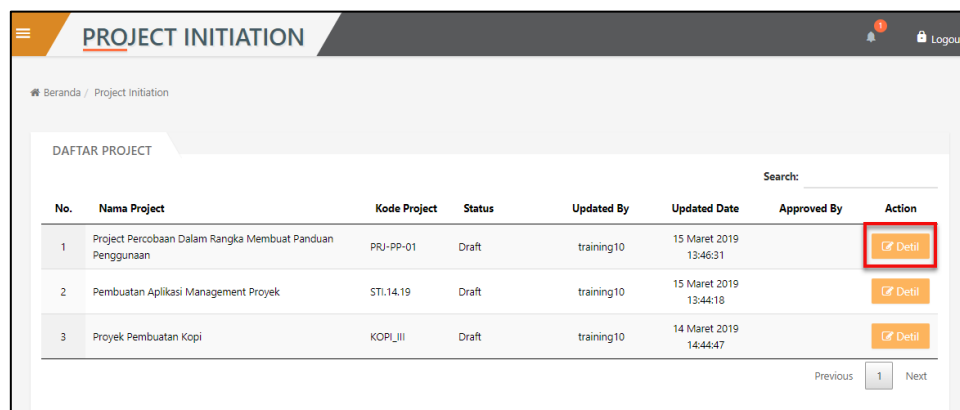 PROJECT INITIATION
1
Logou
Beranda / Project Initiation
DAFTAR PROJECT
Search:
No. Nama Project Kode Project Status Updated By Updated Date Approved By Action
1 Project Percobaan Dalam Rangka Membuat Panduan Penggunaan PRJ-PP-01 Draft training10 15 Maret 2019 13:46:31 Detil
2 Pembuatan Aplikasi Management Proyek STI.14.19 Draft training10 15 Maret 2019 13:44:18 Detil
3 Proyek Pembuatan Kopi KOPI_III Draft training10 14 Maret 2019 14:44:47 Detil
Previous 1 Next